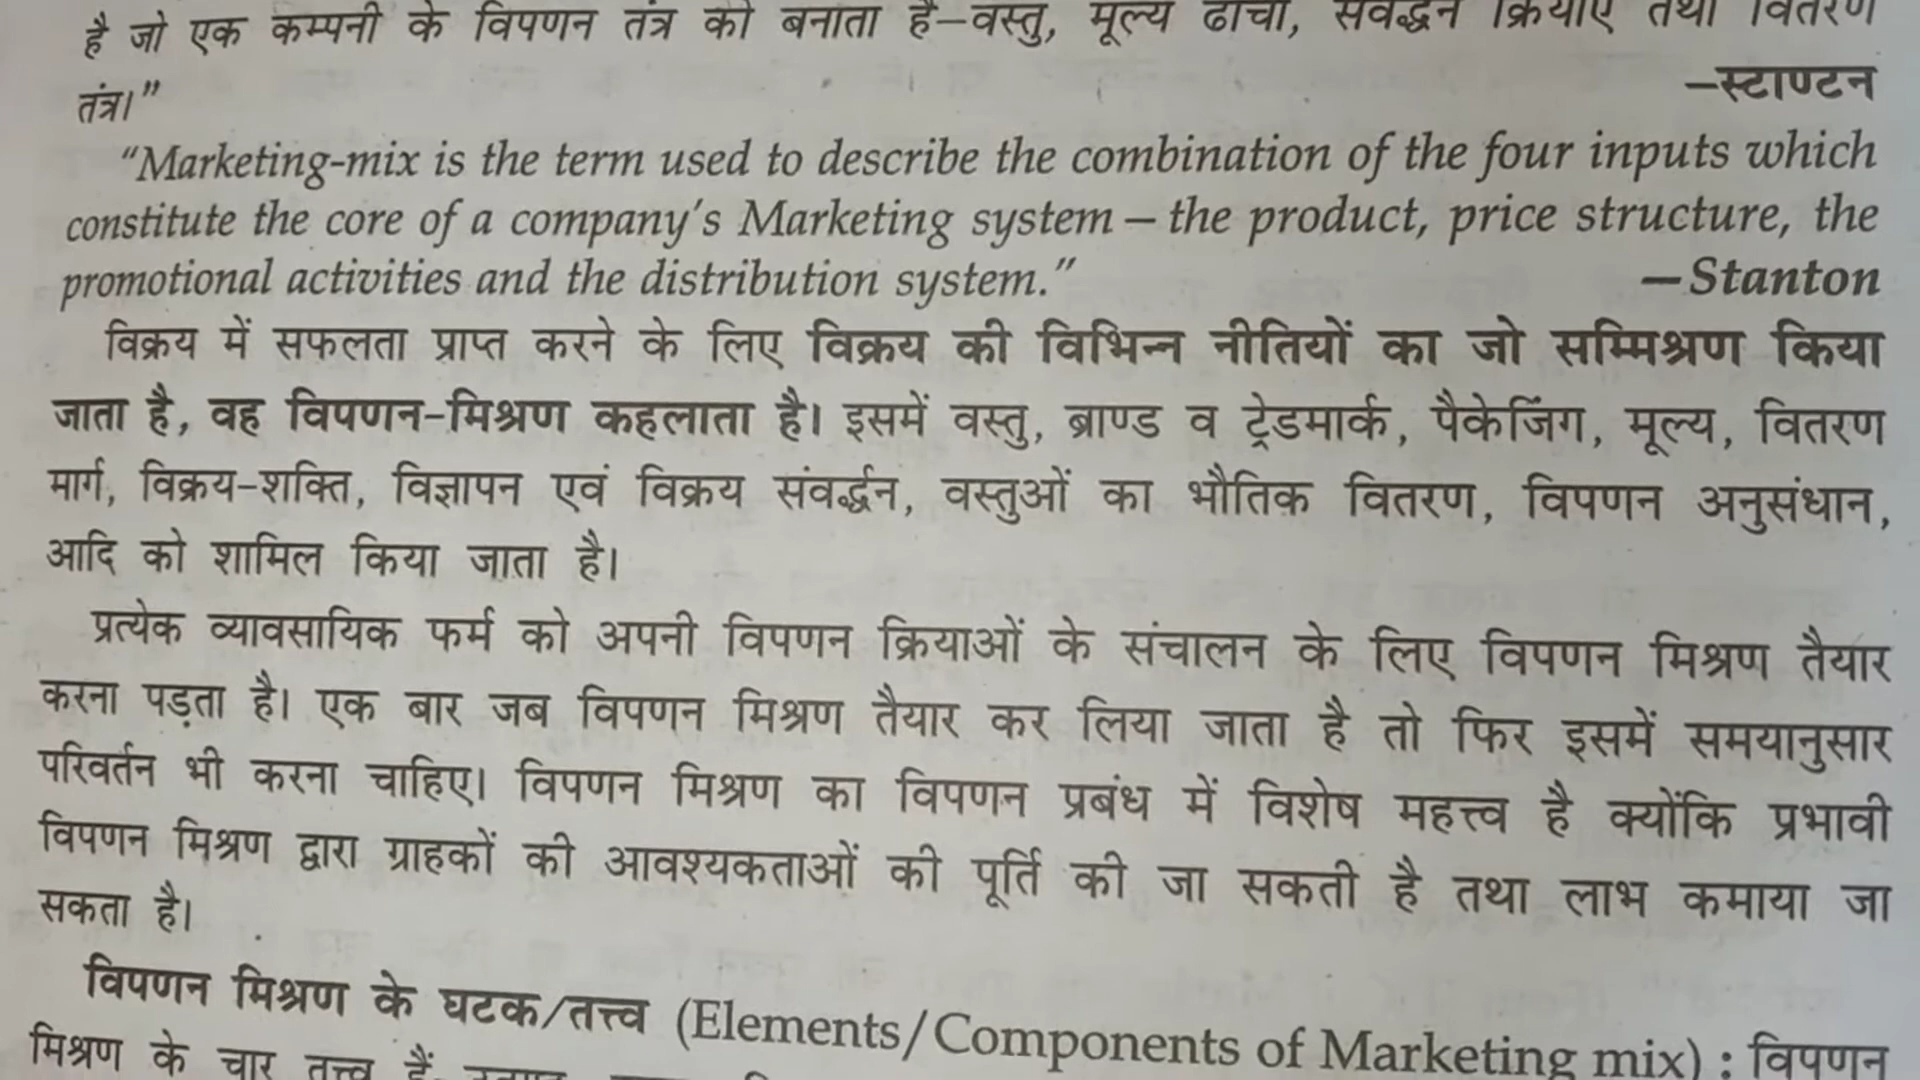 है जो एक कम्पनी के विपणन तंत्र को बनाता है–वस्तु, मूल्य ढाँचा, संवर्द्धन क्रियाएँ तथा वितरण
तंत्र।” –स्टाण्टन
“Marketing-mix is the term used to describe the combination of the four inputs which
constitute the core of a company’s Marketing system – the product, price structure, the
promotional activities and the distribution system.” —Stanton
विक्रय में सफलता प्राप्त करने के लिए विक्रय की विभिन्न नीतियों का जो सम्मिश्रण किया
जाता है, वह विपणन-मिश्रण कहलाता है। इसमें वस्तु, ब्राण्ड व ट्रेडमार्क, पैकेजिंग, मूल्य, वितरण
मार्ग, विक्रय-शक्ति, विज्ञापन एवं विक्रय संवर्द्धन, वस्तुओं का भौतिक वितरण, विपणन अनुसंधान,
आदि को शामिल किया जाता है।
प्रत्येक व्यावसायिक फर्म को अपनी विपणन क्रियाओं के संचालन के लिए विपणन मिश्रण तैयार
करना पड़ता है। एक बार जब विपणन मिश्रण तैयार कर लिया जाता है तो फिर इसमें समयानुसार
परिवर्तन भी करना चाहिए। विपणन मिश्रण का विपणन प्रबंध में विशेष महत्त्व है क्योंकि प्रभावी
विपणन मिश्रण द्वारा ग्राहकों की आवश्यकताओं की पूर्ति की जा सकती है तथा लाभ कमाया जा
सकता है।
विपणन मिश्रण के घटक/तत्त्व (Elements/Components of Marketing mix) : विपणन
मिश्रण के चार तत्त्व हैं